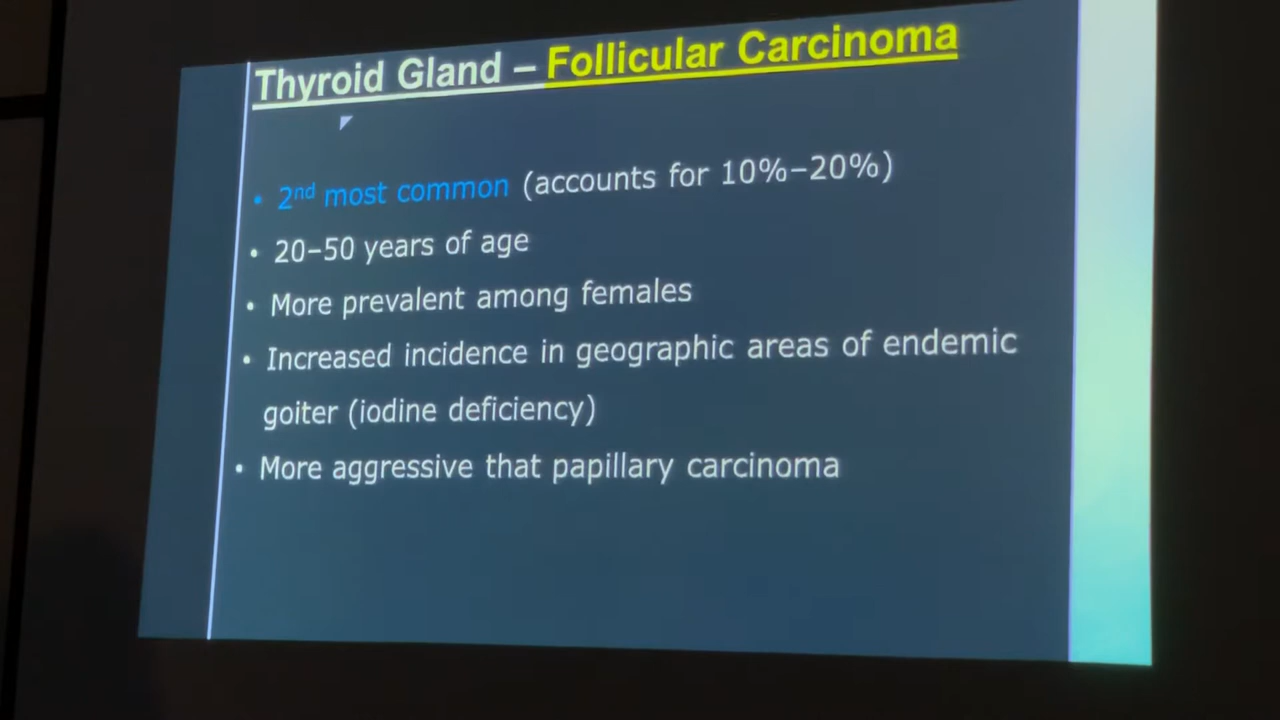 Thyroid Gland – Follicular Carcinoma
• 2nd most common (accounts for 10%–20%)
• 20–50 years of age
• More prevalent among females
• Increased incidence in geographic areas of endemic
goiter (iodine deficiency)
• More aggressive that papillary carcinoma